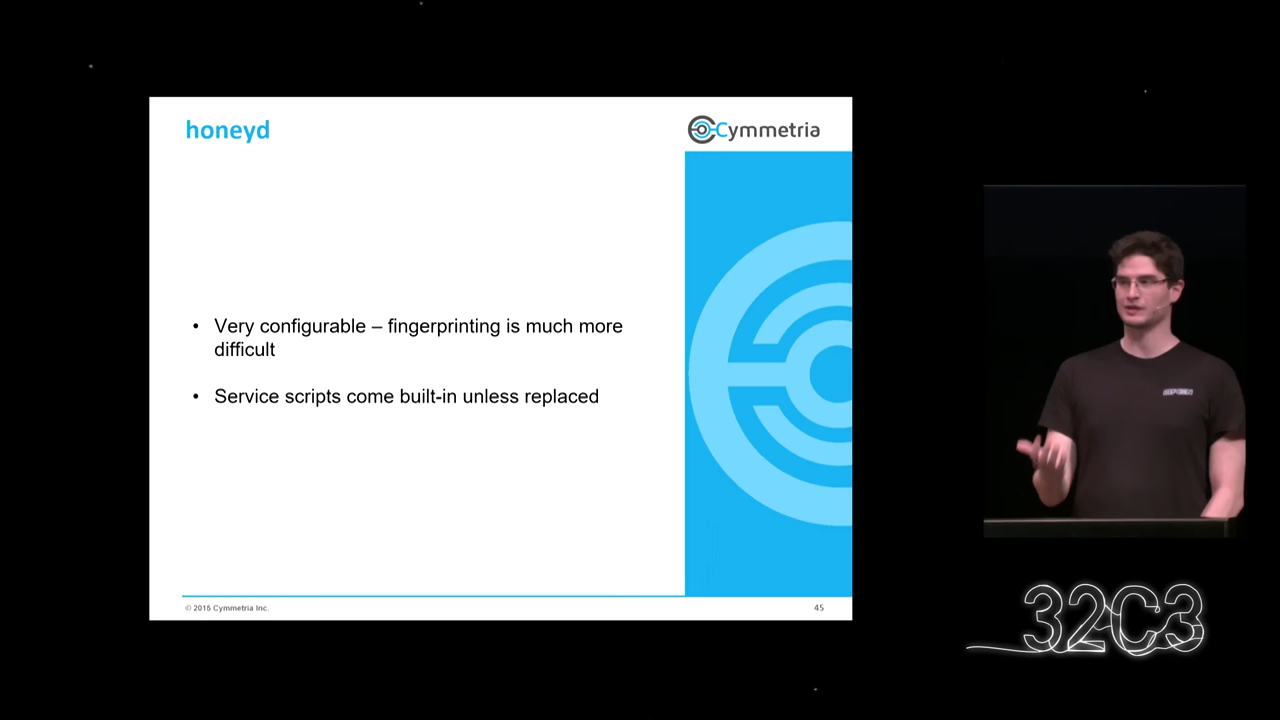 honeyd
Cymmetria
• Very configurable – fingerprinting is much more
difficult
• Service scripts come built-in unless replaced
© 2015 Cymmetria Inc.
45
32C3